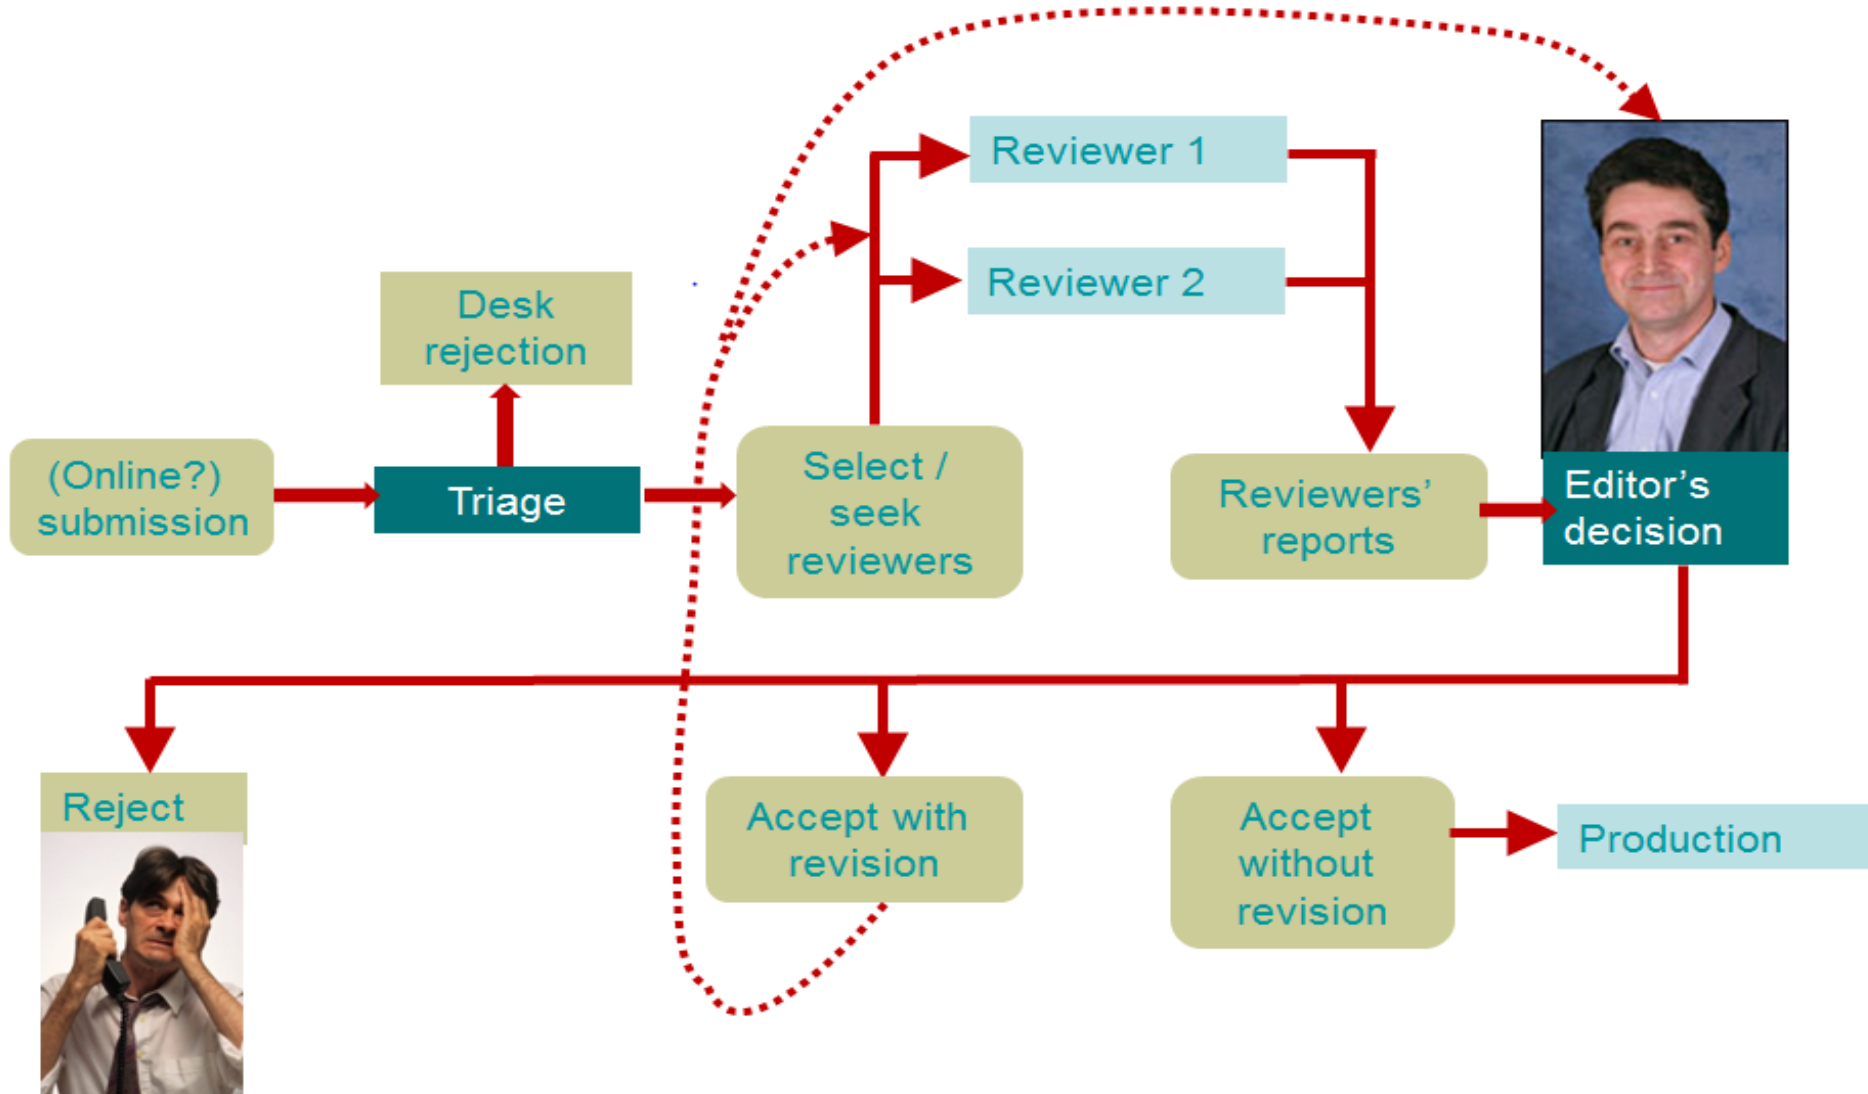 Reviewer 1
Reviewer 2
Desk
rejection
(Online?)
submission
Triage
Select /
seek
reviewers
Reviewers’
reports
Editor’s
decision
Reject
Accept with
revision
Accept
without
revision
Production